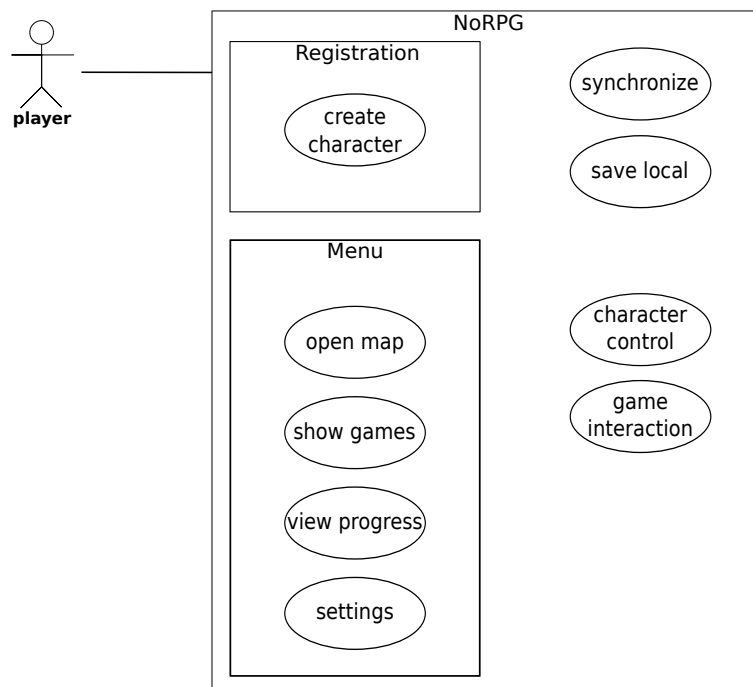 NoRPG
player
Registration
create
character
synchronize
save local
Menu
open map
show games
view progress
settings
character
control
game
interaction